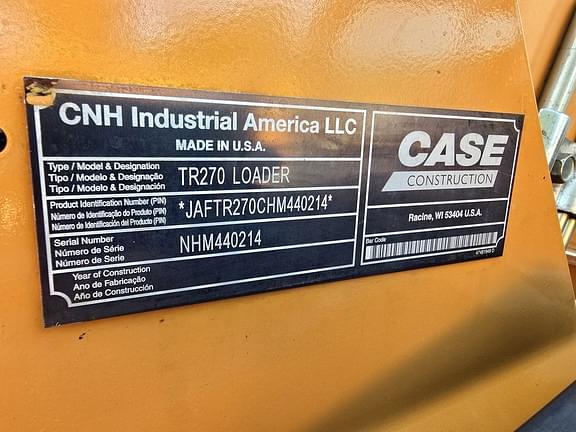 CNH Industrial America LLC
MADE IN U.S.A.
Type / Model & Designation
Tipo / Modelo & Designação
Tipo / Modelo & Designación
TR270 LOADER
Product Identification Number (PIN)
Número de Identificação do Produto (PIN)
Número de Identificación del Producto (PIN)
*JAFTR270CHM440214*
Serial Number
Número de Série
Número de Serie
NHM440214
Year of Construction
Ano de Fabricação
Año de Construcción
CASE
CONSTRUCTION
Racine, WI 53404 U.S.A.
Bar Code